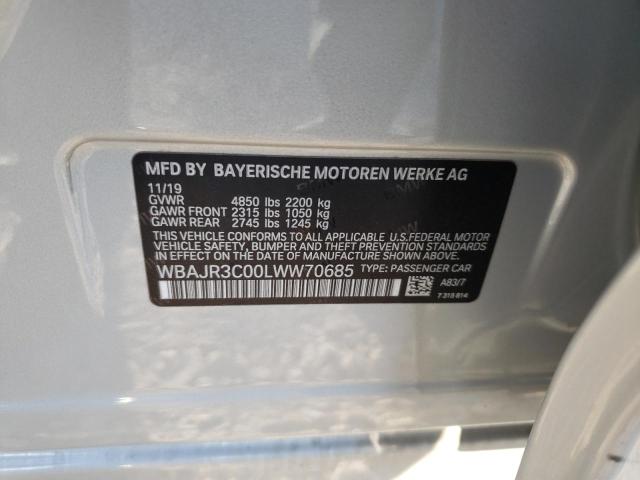 MFD BY BAYERISCHE MOTOREN WERKE AG
11/19
GVWR 4850 lbs 2200 kg
GAWR FRONT 2315 lbs 1050 kg
GAWR REAR 2745 lbs 1245 kg
THIS VEHICLE CONFORMS TO ALL APPLICABLE U.S.FEDERAL MOTOR
VEHICLE SAFETY, BUMPER AND THEFT PREVENTION STANDARDS
IN EFFECT ON THE DATE OF MANUFACTURE SHOWN ABOVE.
WBAJR3C00LWW70685 TYPE: PASSENGER CAR
A83/7
7 315 814